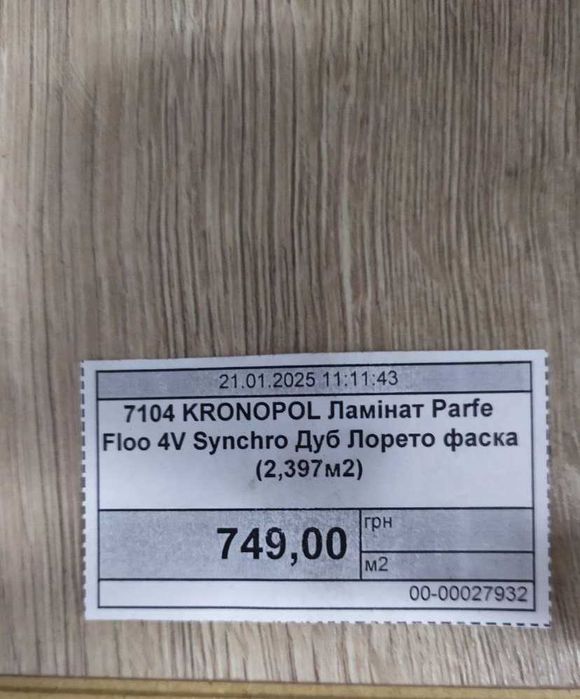 21.01.2025 11:11:43
7104 KRONOPOL Ламінат Parfe
Floo 4V Synchro Дуб Лорето фаска
(2,397м2)
749,00
грн
м2
00-00027932